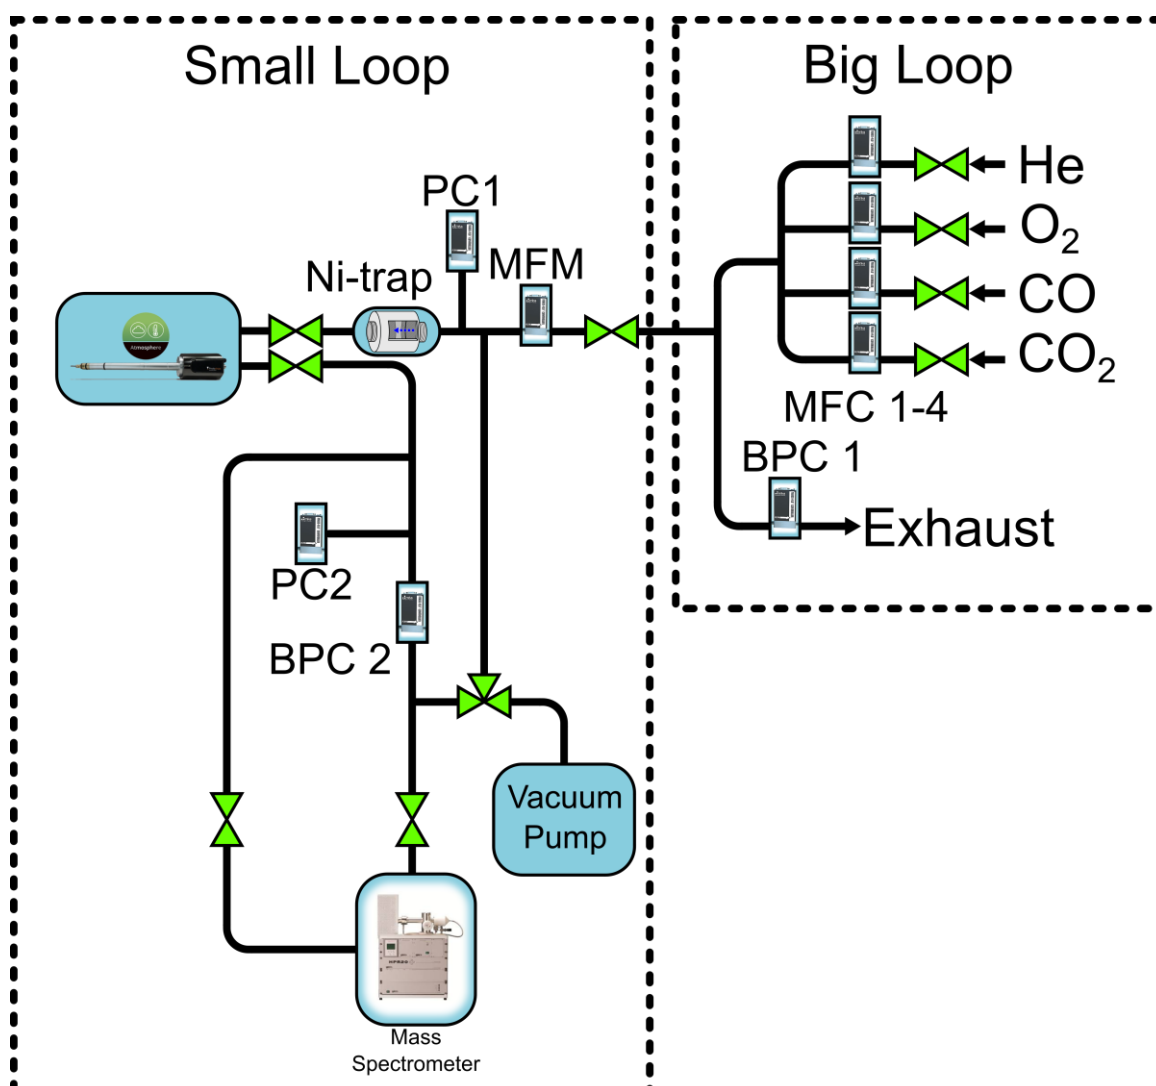 Small Loop
Big Loop
PC1
He
MFM
O₂
Ni-trap
CO
Atmosphere
CO₂
MFC 1-4
BPC 1
Exhaust
PC2
BPC 2
Vacuum
Pump
Mass
Spectrometer